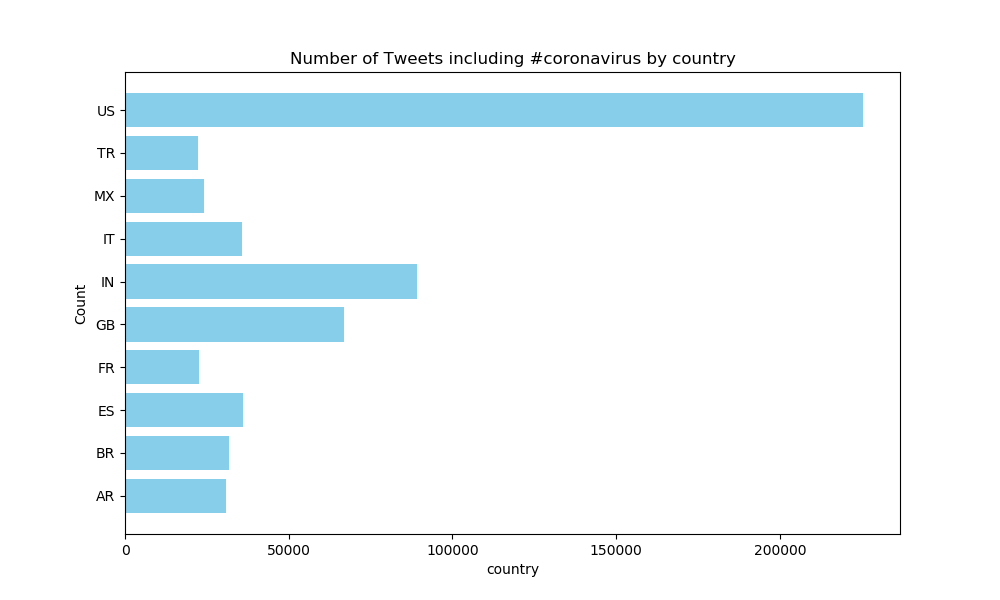 Number of Tweets including #coronavirus by country
US
TR
MX
IT
IN
GB
FR
ES
BR
AR
Count
0 50000 100000 150000 200000
country